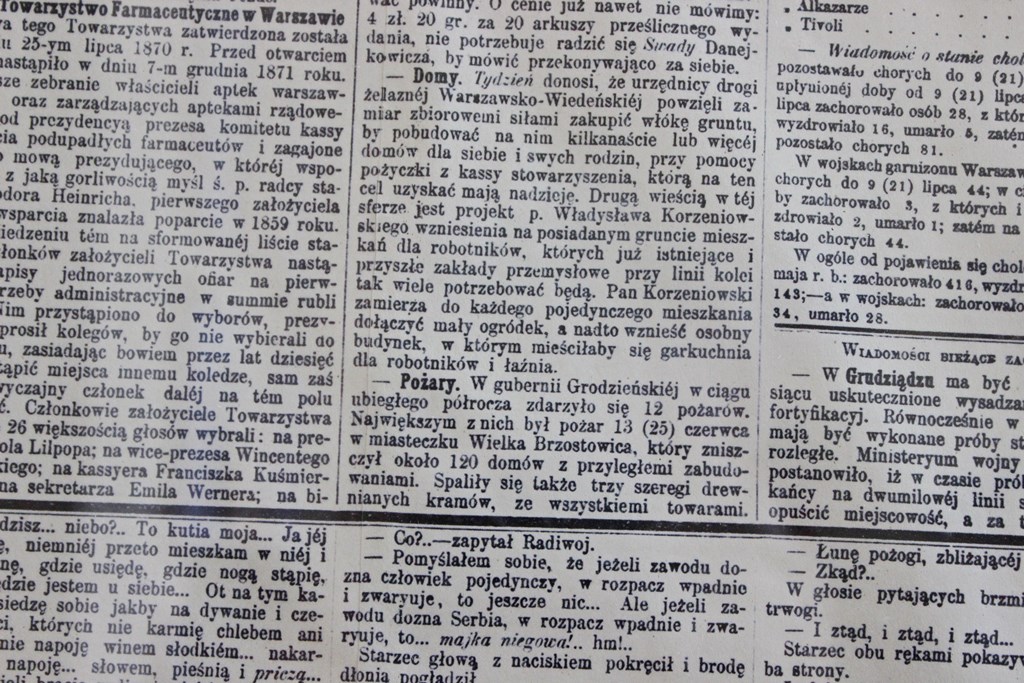 Towarzystwo Farmaceutyczne w Warszawie
tego Towarzystwa zatwierdzona została
25-ym lipca 1870 r. Przed otwarciem
nastąpiło w dniu 7-m grudnia 1871 roku.
sze zebranie właścicieli aptek warszaw-
oraz zarządzających aptekami rządowe-
pod prezydencyą prezesa komitetu kassy
cia podupadłych farmaceutów i zagajone
mową prezydującego, w któréj wspo-
z jaką gorliwością myśl ś. p. radcy sta-
odora Heinricha, pierwszego założyciela
wsparcia znalazła poparcie w 1859 roku.
iedzeniu tém na sformowanéj liście sta-
złonków założycieli Towarzystwa nastą-
apisy jednorazowych ofiar na pierw-
rzeby administracyjne w summie rubli
im przystąpiono do wyborów, prezy-
prosił kolegów, by go nie wybierali do
u, zasiadając bowiem przez lat dziesięć
tąpić miejsca innemu koledze, sam zaś
wyczajny członek daléj na tém polu
ć. Członkowie założyciele Towarzystwa
26 większością głosów wybrali: na pre-
ola Lilpopa; na wice-prezesa Wincentego
kiego; na kassyera Franciszka Kuśmier-
na sekretarza Emila Wernera; na bi-
powinny. O cenie już nawet nie mówimy:
4 zł. 20 gr. za 20 arkuszy prześlicznego wy-
dania, nie potrzebuje radzić się Swady Danej-
kowicza, by mówić przekonywająco za siebie.
— Domy. Tydzień donosi, że urzędnicy drogi
żelaznéj Warszawsko-Wiedeńskiéj powzięli za-
miar zbiorowemi siłami zakupić włókę gruntu,
by pobudować na nim kilkanaście lub więcéj
domów dla siebie i swych rodzin, przy pomocy
pożyczki z kassy stowarzyszenia, którą na ten
cel uzyskać mają nadzieję. Drugą wieścią w téj
sferze jest projekt p. Władysława Korzeniow-
skiego wzniesienia na posiadanym gruncie miesz-
kań dla robotników, których już istniejące i
przyszłe zakłady przemysłowe przy linii kolei
tak wiele potrzebować będą. Pan Korzeniowski
zamierza do każdego pojedynczego mieszkania
dołączyć mały ogródek, a nadto wznieść osobny
budynek, w którym mieściłaby się garkuchnia
dla robotników i łaźnia.
— Pożary. W gubernii Grodzieńskiéj w ciągu
ubiegłego półrocza zdarzyło się 12 pożarów.
Największym z nich był pożar 13 (25) czerwca
w miasteczku Wielka Brzostowica, który znisz-
czył około 120 domów z przyległemi zabudo-
waniami. Spaliły się także trzy szeregi drew-
nianych kramów, ze wszystkiemi towarami.
„ Alkazarze
„ Tivoli
— Wiadomość o stanie chol
pozostawało chorych do 9 (21)
upłynionej doby od 9 (21) lipca
lipca zachorowało osób 28, z któr
wyzdrowiało 16, umarło 5, zatém
pozostało chorych 81.
W wojskach garnizonu Warszaw
chorych do 9 (21) lipca 44; w ci
by zachorowało 3, z których i
zdrowiało 2, umarło 1; zatém na
stało chorych 44.
W ogóle od pojawienia się chol
maja r. b.: zachorowało 416, wyzdr
143;—a w wojskach: zachorowało
34, umarło 28.
WIADOMOŚCI BIEŻĄCE ZA
— W Grudziądzu ma być
siącu uskutecznione wysadza
fortyfikacyj. Równocześnie w
mają być wykonane próby st
rozległe. Ministeryum wojny
postanowiło, iż w czasie prób
kańcy na dwumilowéj linii s
opuścić miejscowość, a za t
dzisz... niebo?.. To kutia moja... Ja jéj
ę, niemniéj przeto mieszkam w niéj i
nę, gdzie usiędę, gdzie nogą stąpię,
dzie jestem u siebie... Ot na tym ka-
siedzę sobie jakby na dywanie i cze-
ci, których nie karmię chlebem ani
nie napoję winem słodkiém... nakar-
napoję... słowem, pieśnią i priczą...
— Co?..—zapytał Radiwoj.
— Pomyślałem sobie, że jeżeli zawodu do-
zna człowiek pojedynczy, w rozpacz wpadnie
i zwaryuje, to jeszcze nic... Ale jeżeli za-
wodu dozna Serbia, w rozpacz wpadnie i zwa-
ryuje, to... majka niegowa!.. hm!..
Starzec głową z naciskiem pokręcił i brodę
dłonią pogładził
— Łunę pożogi, zbliżającéj
— Zkąd?..
W głosie pytających brzmi
trwogi.
— I ztąd, i ztąd, i ztąd...
Starzec obu rękami pokazyw
ba strony.